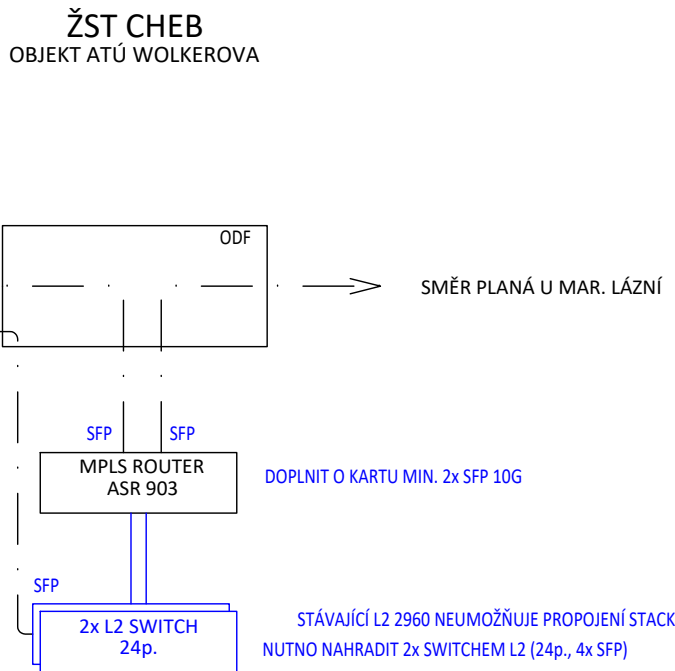 ŽST CHEB
OBJEKT ATÚ WOLKEROVA
ODF
SMĚR PLANÁ U MAR. LÁZNÍ
SFP
SFP
MPLS ROUTER
ASR 903
DOPLNIT O KARTU MIN. 2x SFP 10G
SFP
2x L2 SWITCH
24p.
STÁVAJÍCÍ L2 2960 NEUMOŽŇUJE PROPOJENÍ STACK
NUTNO NAHRADIT 2x SWITCHEM L2 (24p., 4x SFP)